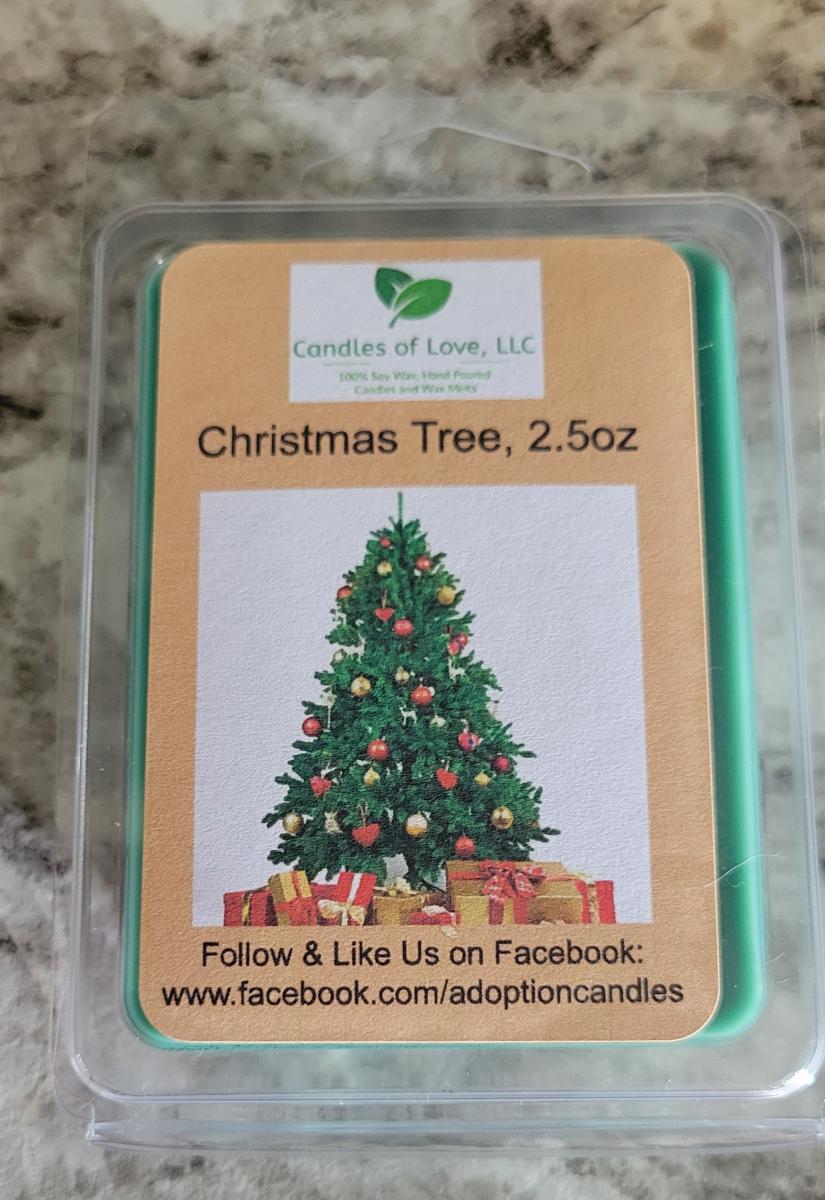 Candles of Love, LLC
100% Soy Wax, Hand Poured
Candles and Wax Melts
Christmas Tree, 2.5oz
Follow & Like Us on Facebook:
www.facebook.com/adoptioncandles